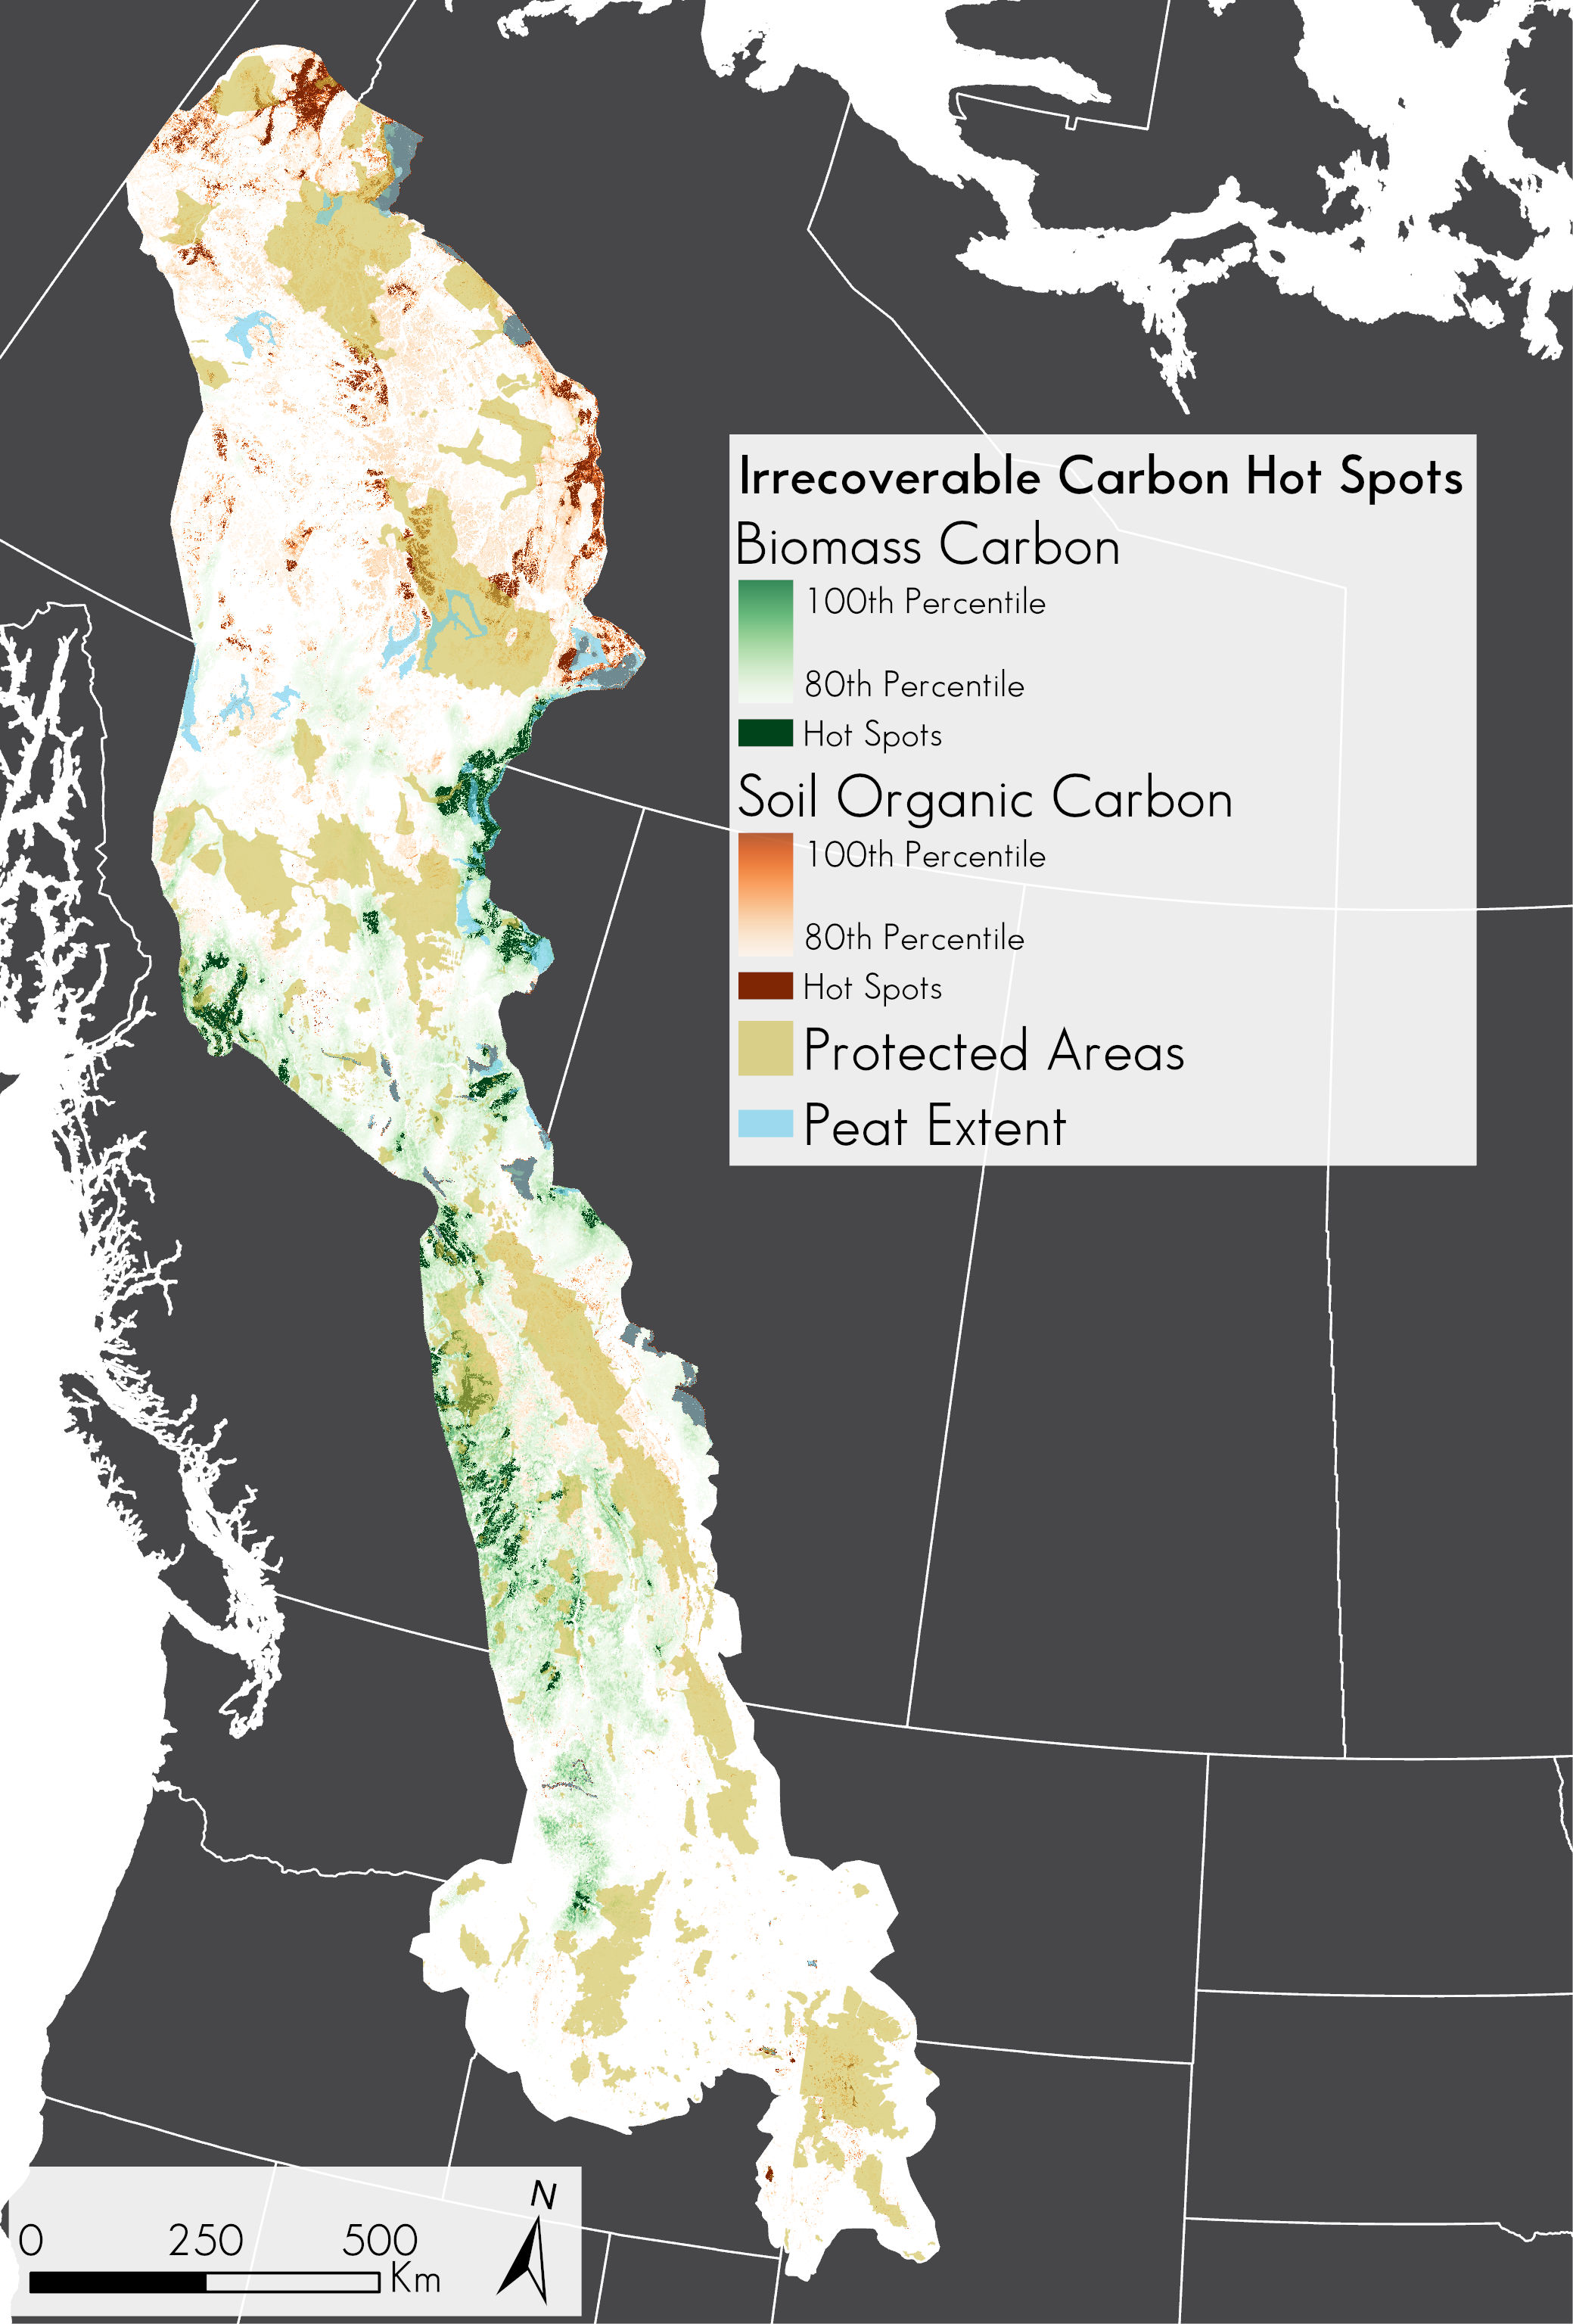 Irrecoverable Carbon Hot Spots
Biomass Carbon
100th Percentile
80th Percentile
Hot Spots
Soil Organic Carbon
100th Percentile
80th Percentile
Hot Spots
Protected Areas
Peat Extent
N
0 250 500
Km